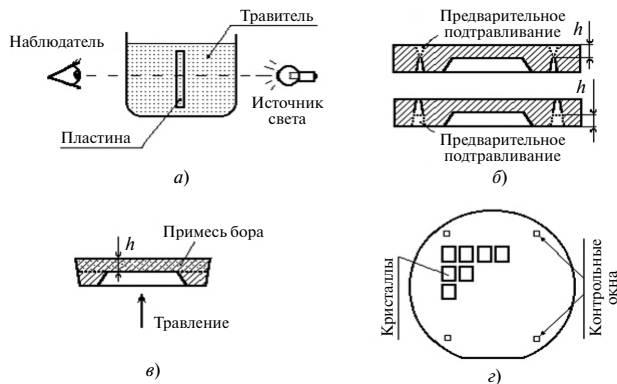 Травитель
Наблюдатель
Источник
света
Пластина
а)
Предварительное
подтравливание
h
h
Предварительное
подтравливание
б)
h
Примесь бора
Травление
в)
Кристаллы
Контрольные
окна
г)